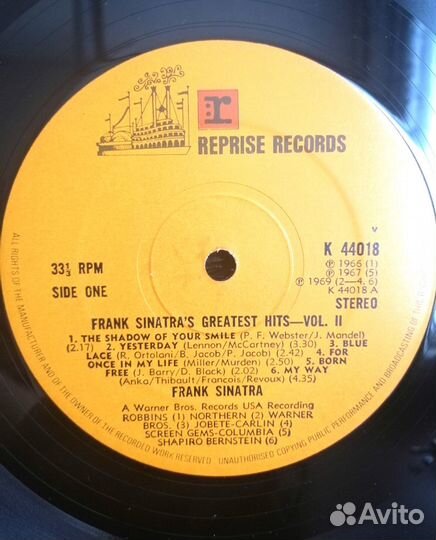 r
REPRISE RECORDS
V
K 44018
33⅓ RPM
SIDE ONE
℗ 1966 (1)
℗ 1967 (5)
℗ 1969 (2—4.6)
K 44018 A
STEREO
FRANK SINATRA'S GREATEST HITS—VOL. II
1. THE SHADOW OF YOUR SMILE (P. F. Webster/J. Mandel)
(2.17) 2. YESTERDAY (Lennon/McCartney) (3.30) 3. BLUE
LACE (R. Ortolani/B. Jacob/P. Jacob) (2.42) 4. FOR
ONCE IN MY LIFE (Miller/Murden) (2.50) 5. BORN
FREE (J. Barry/D. Black) (2.02) 6. MY WAY
(Anka/Thibault/Francois/Revoux) (4.35)
FRANK SINATRA
A Warner Bros. Records USA Recording
ROBBINS (1) NORTHERN (2) WARNER
BROS. (3) JOBETE-CARLIN (4)
SCREEN GEMS-COLUMBIA (5)
SHAPIRO BERNSTEIN (6)
ALL RIGHTS OF THE MANUFACTURER AND OF THE OWNER OF THE RECORDED WORK RESERVED UNAUTHORISED COPYING PUBLIC PERFORMANCE AND BROADCASTING OF THIS
Avito